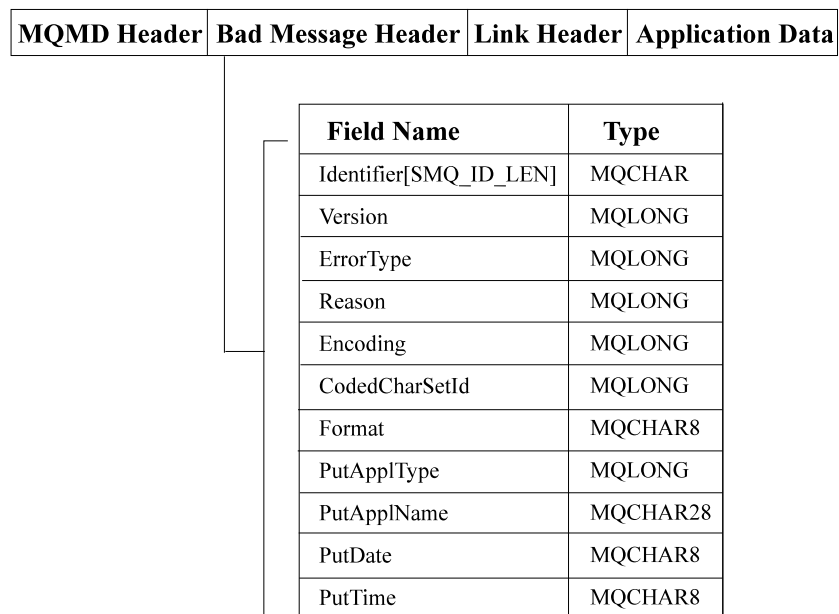 MQMD Header Bad Message Header Link Header Application Data
Field Name Type
Identifier[SMQ_ID_LEN] MQCHAR
Version MQLONG
ErrorType MQLONG
Reason MQLONG
Encoding MQLONG
CodedCharSetId MQLONG
Format MQCHAR8
PutApplType MQLONG
PutApplName MQCHAR28
PutDate MQCHAR8
PutTime MQCHAR8